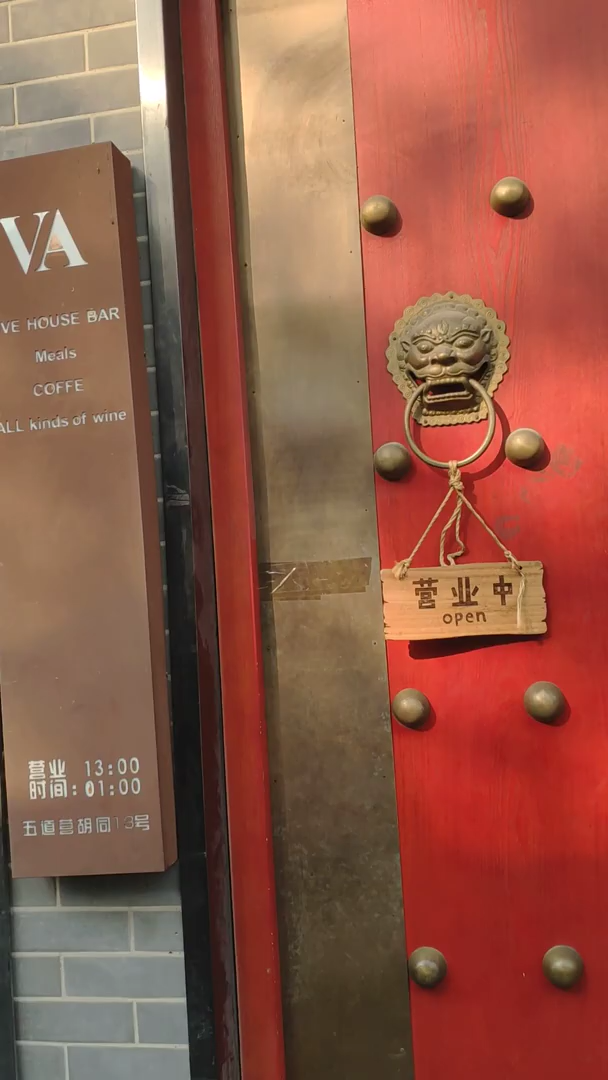 VA
VE HOUSE BAR
Meals
COFFE
ALL kinds of wine
营业 13:00
时间:01:00
五道营胡同13号
营业中
open